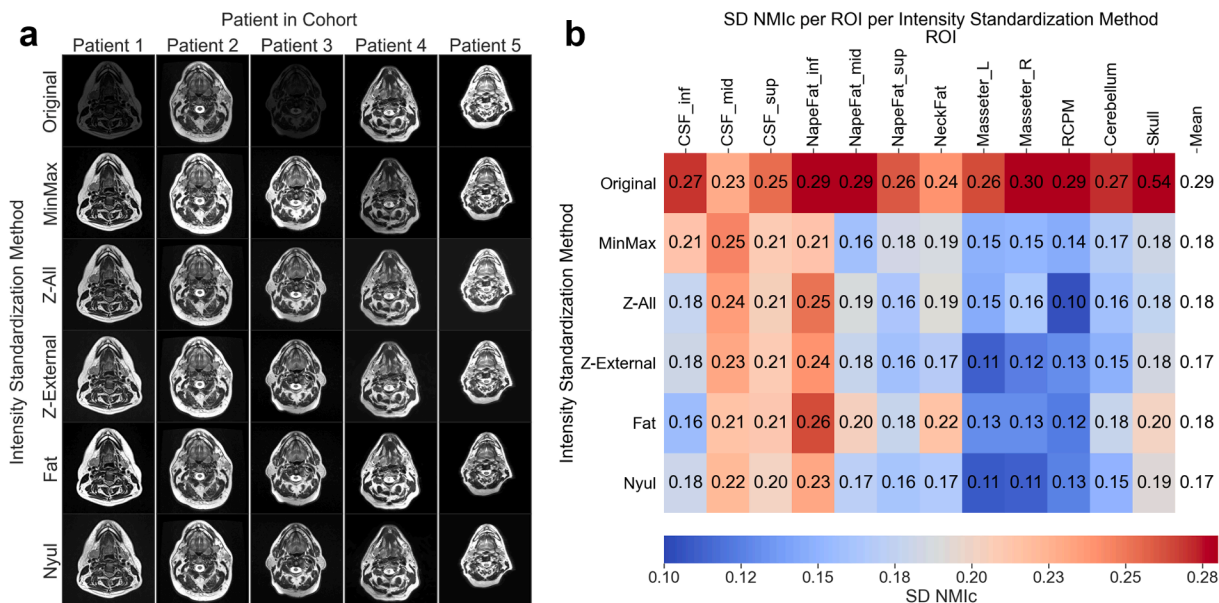 a
Patient in Cohort
Patient 1 Patient 2 Patient 3 Patient 4 Patient 5
Intensity Standardization Method
Original
MinMax
Z-All
Z-External
Fat
Nyul
b
SD NMIc per ROI per Intensity Standardization Method
ROI
CSF_inf CSF_mid CSF_sup NapeFat_inf NapeFat_mid NapeFat_sup NeckFat Masseter_L Masseter_R RCPM Cerebellum Skull Mean
Intensity Standardization Method
Original 0.27 0.23 0.25 0.29 0.29 0.26 0.24 0.26 0.30 0.29 0.27 0.54 0.29
MinMax 0.21 0.25 0.21 0.21 0.16 0.18 0.19 0.15 0.15 0.14 0.17 0.18 0.18
Z-All 0.18 0.24 0.21 0.25 0.19 0.16 0.19 0.15 0.16 0.10 0.16 0.18 0.18
Z-External 0.18 0.23 0.21 0.24 0.18 0.16 0.17 0.11 0.12 0.13 0.15 0.18 0.17
Fat 0.16 0.21 0.21 0.26 0.20 0.18 0.22 0.13 0.13 0.12 0.18 0.20 0.18
Nyul 0.18 0.22 0.20 0.23 0.17 0.16 0.17 0.11 0.11 0.13 0.15 0.19 0.17
0.10 0.12 0.15 0.17 0.20 0.23 0.25 0.28
SD NMIc